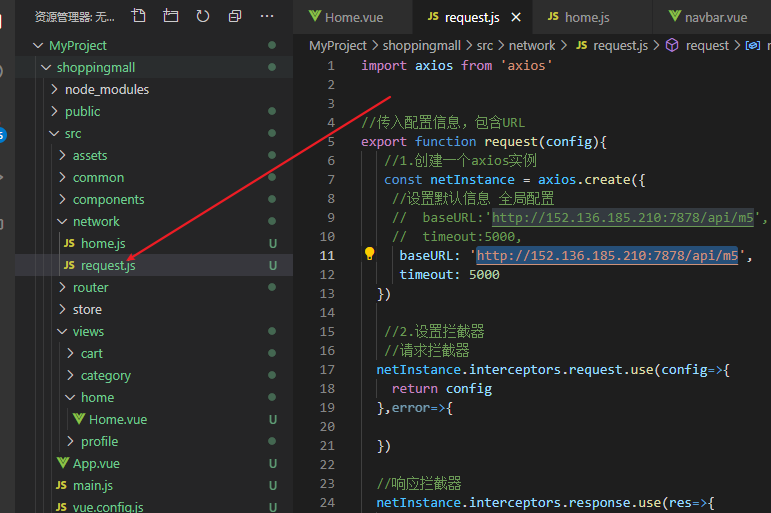 资源管理器: 无...
MyProject
shoppingmall
node_modules
public
src
assets
common
components
network
JS home.js U
JS request.js U
router
store
views
cart
category
home
Home.vue U
profile
App.vue U
JS main.js U
JS vue.config.js U
Home.vue
JS request.js
JS home.js
navbar.vue
MyProject > shoppingmall > src > network > JS request.js > request >
1 import axios from 'axios'
2
3
4 //传入配置信息，包含URL
5 export function request(config){
6 //1.创建一个axios实例
7 const netInstance = axios.create({
8 //设置默认信息 全局配置
9 // baseURL:'http://152.136.185.210:7878/api/m5',
10 // timeout:5000,
11 baseURL: 'http://152.136.185.210:7878/api/m5',
12 timeout: 5000
13 })
14
15 //2.设置拦截器
16 //请求拦截器
17 netInstance.interceptors.request.use(config=>{
18 return config
19 },error=>{
20
21 })
22
23 //响应拦截器
24 netInstance.interceptors.response.use(res=>{